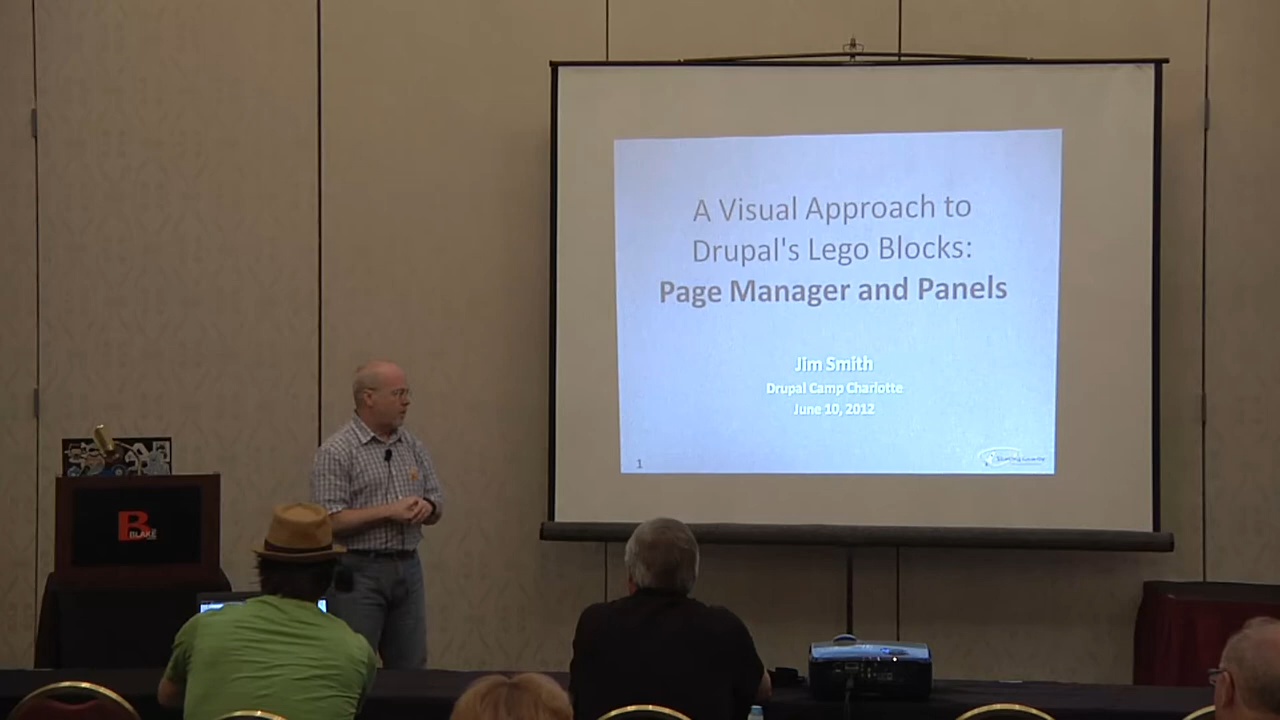 A Visual Approach to
Drupal's Lego Blocks:
Page Manager and Panels
Jim Smith
Drupal Camp Charlotte
June 10, 2012
1
B
BLAKE